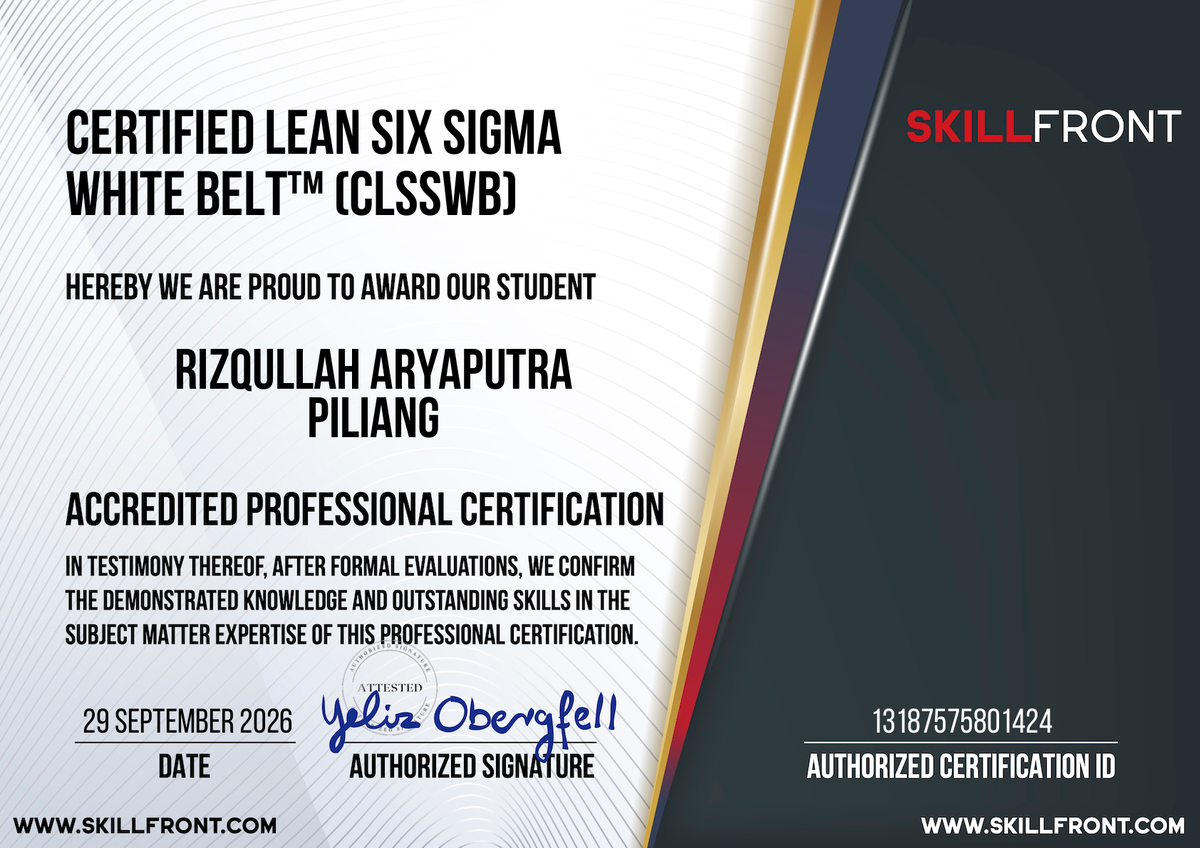 CERTIFIED LEAN SIX SIGMA
WHITE BELT™ (CLSSWB)
SKILLFRONT
HEREBY WE ARE PROUD TO AWARD OUR STUDENT
RIZQULLAH ARYAPUTRA
PILIANG
ACCREDITED PROFESSIONAL CERTIFICATION
IN TESTIMONY THEREOF, AFTER FORMAL EVALUATIONS, WE CONFIRM
THE DEMONSTRATED KNOWLEDGE AND OUTSTANDING SKILLS IN THE
SUBJECT MATTER EXPERTISE OF THIS PROFESSIONAL CERTIFICATION.
AUTHORIZED SIGNATURE
ATTESTED
29 SEPTEMBER 2026
Yeliz Obergfell
13187575801424
DATE
AUTHORIZED SIGNATURE
AUTHORIZED CERTIFICATION ID
WWW.SKILLFRONT.COM
WWW.SKILLFRONT.COM